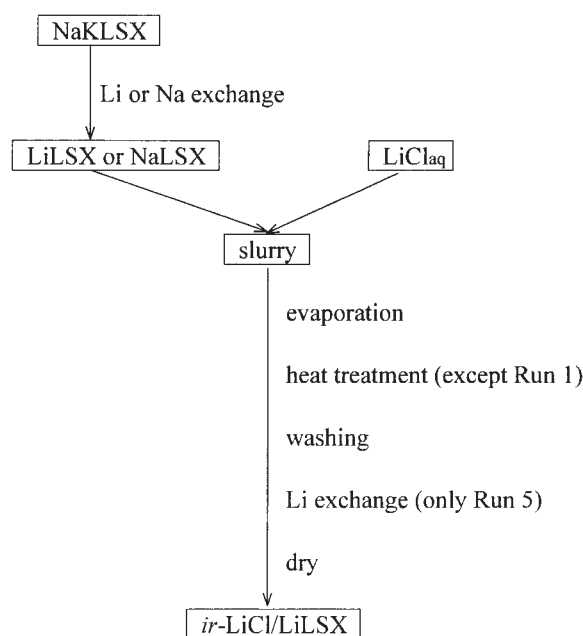 NaKLSX
Li or Na exchange
LiLSX or NaLSX
LiClaq
slurry
evaporation
heat treatment (except Run 1)
washing
Li exchange (only Run 5)
dry
ir-LiCl/LiLSX